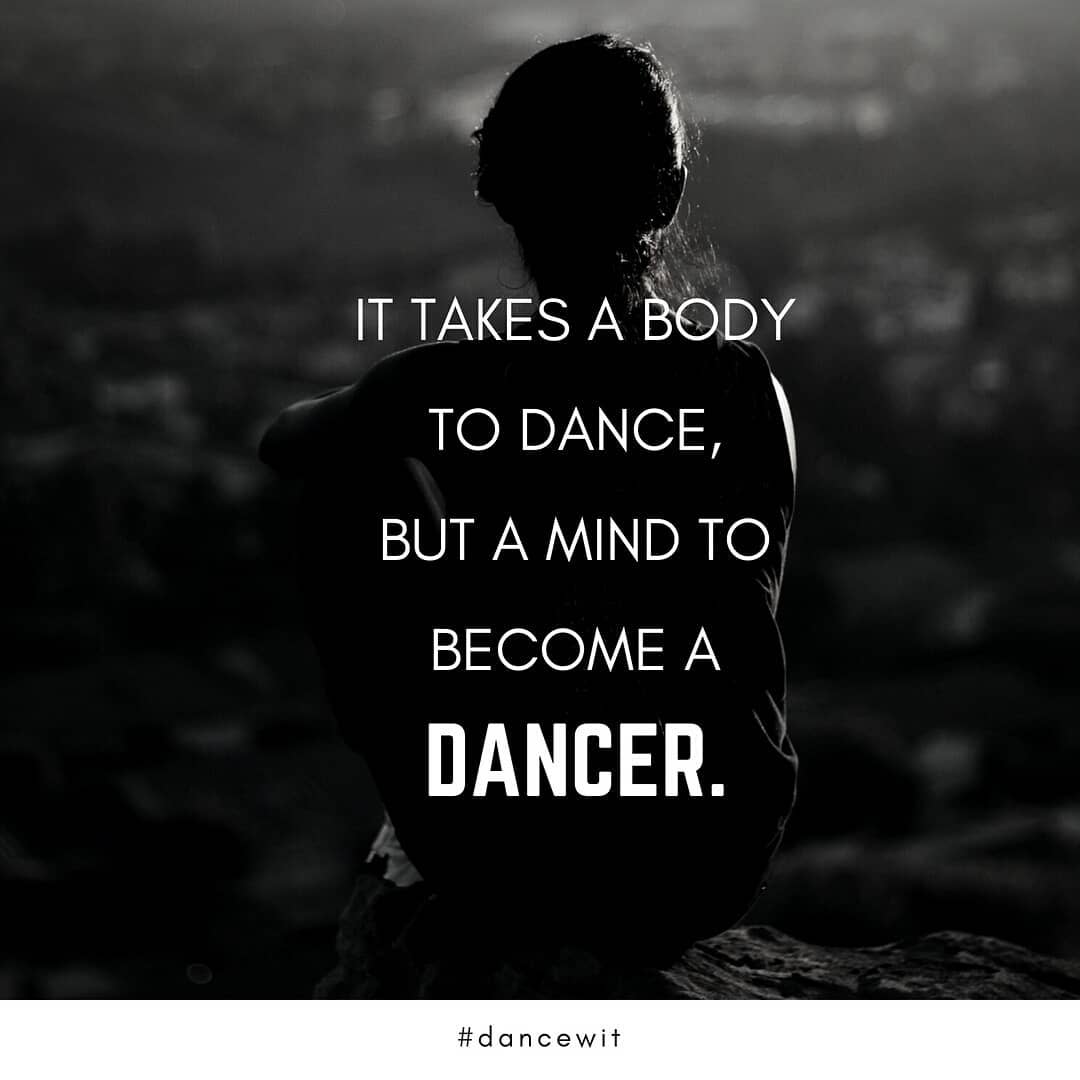 IT TAKES A BODY
TO DANCE,
BUT A MIND TO
BECOME A
DANCER.
#dancewit